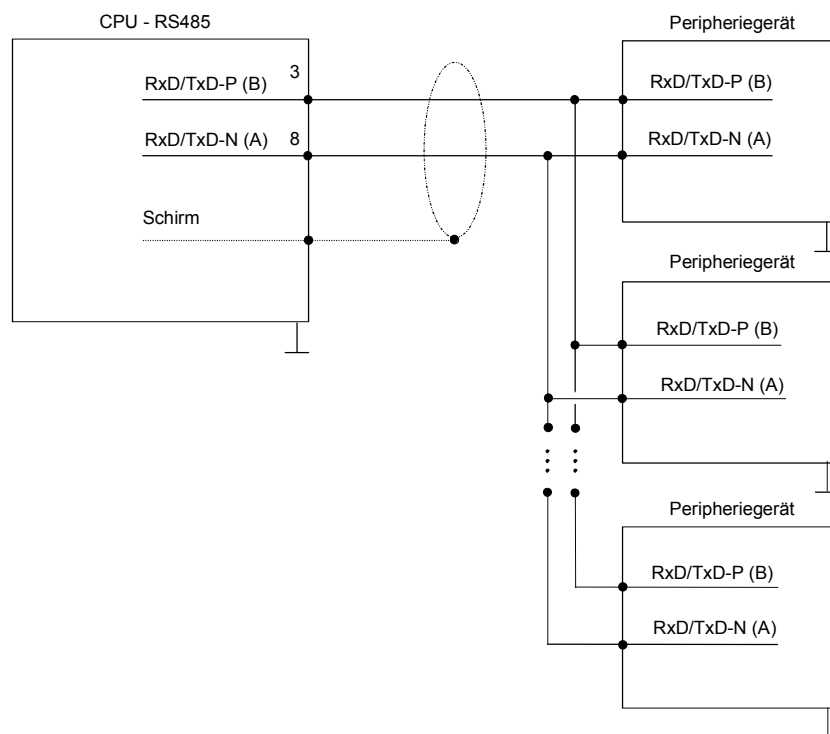 CPU - RS485
RxD/TxD-P (B) 3
RxD/TxD-N (A) 8
Schirm
Peripheriegerät
RxD/TxD-P (B)
RxD/TxD-N (A)
Peripheriegerät
RxD/TxD-P (B)
RxD/TxD-N (A)
Peripheriegerät
RxD/TxD-P (B)
RxD/TxD-N (A)